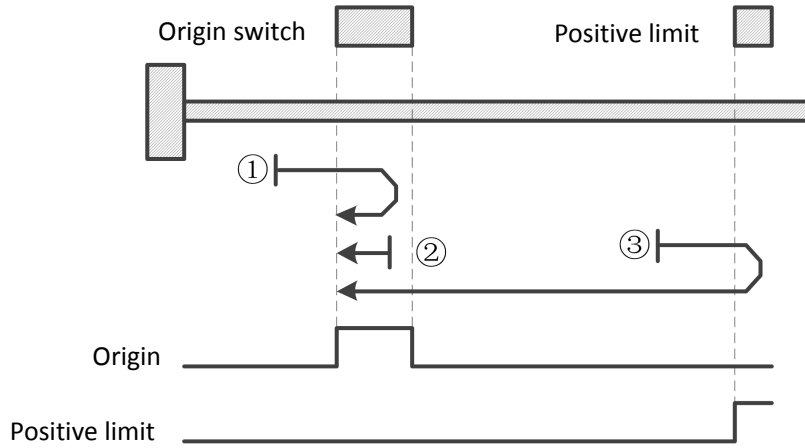 Origin switch
Positive limit
①
②
③
Origin
Positive limit